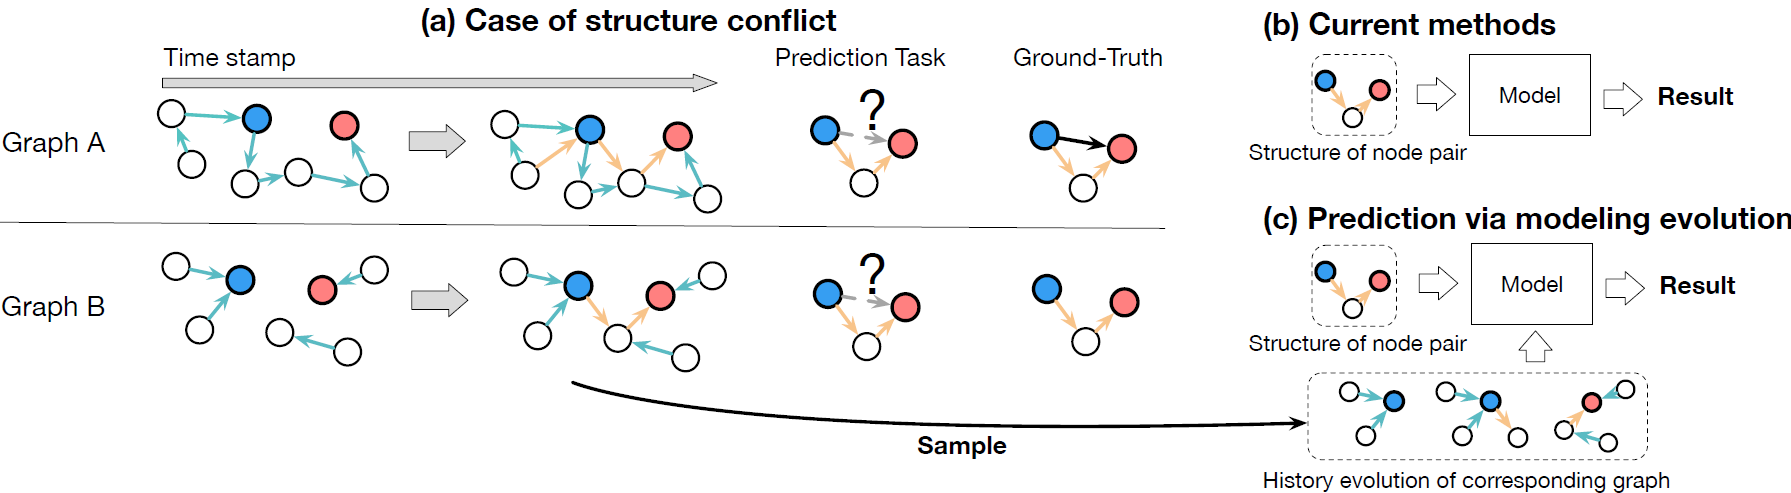 (a) Case of structure conflict
Time stamp
Prediction Task
Ground-Truth
Graph A
?
Graph B
?
Sample
(b) Current methods
Model
Result
Structure of node pair
(c) Prediction via modeling evolution
Model
Result
Structure of node pair
History evolution of corresponding graph